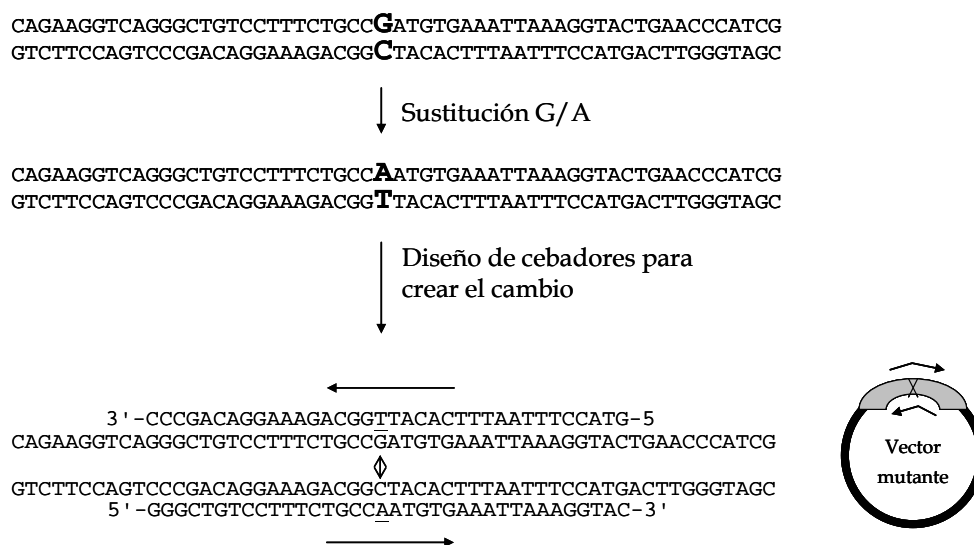 CAGAAGGTCAGGGCTGTCCTTTCTGCCGATGTGAAATTAAAGGTACTGAACCCATCG
GTCTTCCAGTCCCGACAGGAAAGACGGCTACACTTTAATTTCCATGACTTGGGTAGC
Sustitución G/A
CAGAAGGTCAGGGCTGTCCTTTCTGCCAATGTGAAATTAAAGGTACTGAACCCATCG
GTCTTCCAGTCCCGACAGGAAAGACGGTTACACTTTAATTTCCATGACTTGGGTAGC
Diseño de cebadores para
crear el cambio
3'-CCCGACAGGAAAGACGGTTACACTTTAATTTCCATG-5
CAGAAGGTCAGGGCTGTCCTTTCTGCCGATGTGAAATTAAAGGTACTGAACCCATCG
GTCTTCCAGTCCCGACAGGAAAGACGGCTACACTTTAATTTCCATGACTTGGGTAGC
5'-GGGCTGTCCTTTCTGCCAATGTGAAATTAAAGGTAC-3'
Vector
mutante